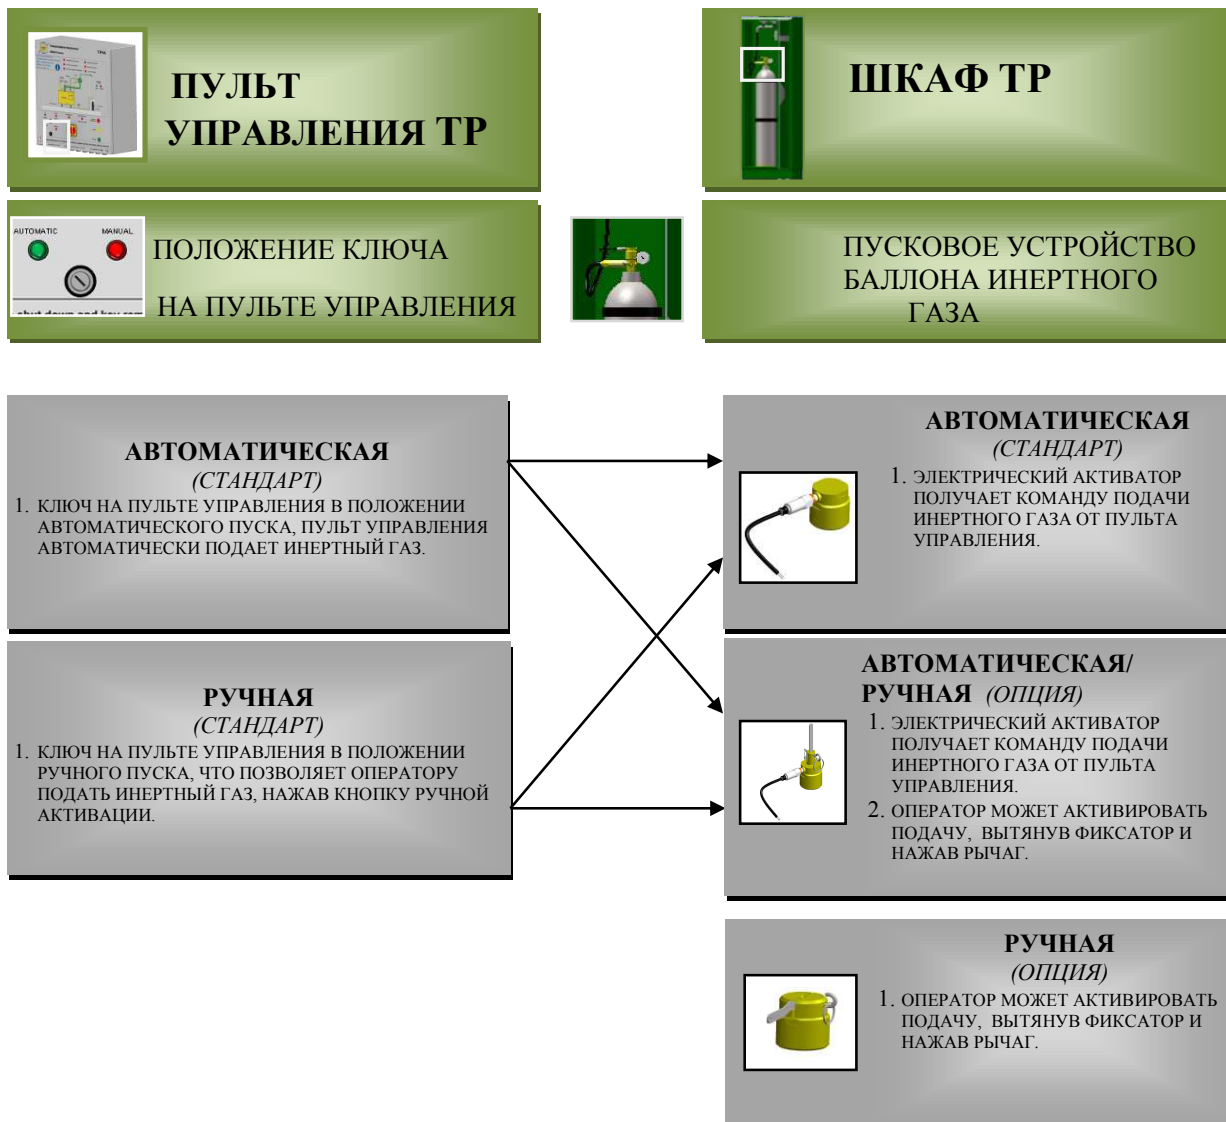 ПУЛЬТ
УПРАВЛЕНИЯ ТР
ШКАФ ТР
AUTOMATIC
MANUAL
ПОЛОЖЕНИЕ КЛЮЧА
НА ПУЛЬТЕ УПРАВЛЕНИЯ
ПУСКОВОЕ УСТРОЙСТВО
БАЛЛОНА ИНЕРТНОГО
ГАЗА
АВТОМАТИЧЕСКАЯ
(СТАНДАРТ)
1. КЛЮЧ НА ПУЛЬТЕ УПРАВЛЕНИЯ В ПОЛОЖЕНИИ
АВТОМАТИЧЕСКОГО ПУСКА, ПУЛЬТ УПРАВЛЕНИЯ
АВТОМАТИЧЕСКИ ПОДАЕТ ИНЕРТНЫЙ ГАЗ.
РУЧНАЯ
(СТАНДАРТ)
1. КЛЮЧ НА ПУЛЬТЕ УПРАВЛЕНИЯ В ПОЛОЖЕНИИ
РУЧНОГО ПУСКА, ЧТО ПОЗВОЛЯЕТ ОПЕРАТОРУ
ПОДАТЬ ИНЕРТНЫЙ ГАЗ, НАЖАВ КНОПКУ РУЧНОЙ
АКТИВАЦИИ.
АВТОМАТИЧЕСКАЯ
(СТАНДАРТ)
1. ЭЛЕКТРИЧЕСКИЙ АКТИВАТОР
ПОЛУЧАЕТ КОМАНДУ ПОДАЧИ
ИНЕРТНОГО ГАЗА ОТ ПУЛЬТА
УПРАВЛЕНИЯ.
АВТОМАТИЧЕСКАЯ/
РУЧНАЯ (ОПЦИЯ)
1. ЭЛЕКТРИЧЕСКИЙ АКТИВАТОР
ПОЛУЧАЕТ КОМАНДУ ПОДАЧИ
ИНЕРТНОГО ГАЗА ОТ ПУЛЬТА
УПРАВЛЕНИЯ.
2. ОПЕРАТОР МОЖЕТ АКТИВИРОВАТЬ
ПОДАЧУ, ВЫТЯНУВ ФИКСАТОР И
НАЖАВ РЫЧАГ.
РУЧНАЯ
(ОПЦИЯ)
1. ОПЕРАТОР МОЖЕТ АКТИВИРОВАТЬ
ПОДАЧУ, ВЫТЯНУВ ФИКСАТОР И
НАЖАВ РЫЧАГ.